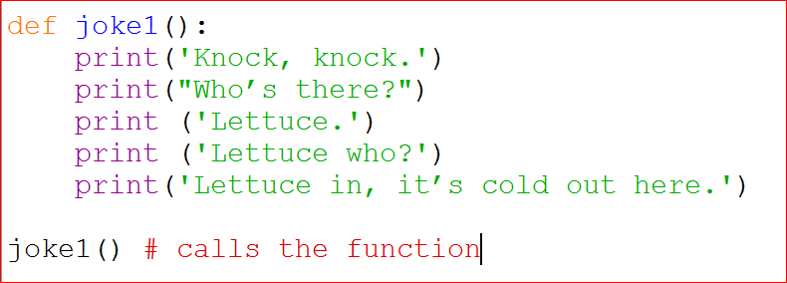 def joke1():
    print('Knock, knock.')
    print("Who’s there?")
    print ('Lettuce.')
    print ('Lettuce who?')
    print('Lettuce in, it’s cold out here.')
joke1() # calls the function